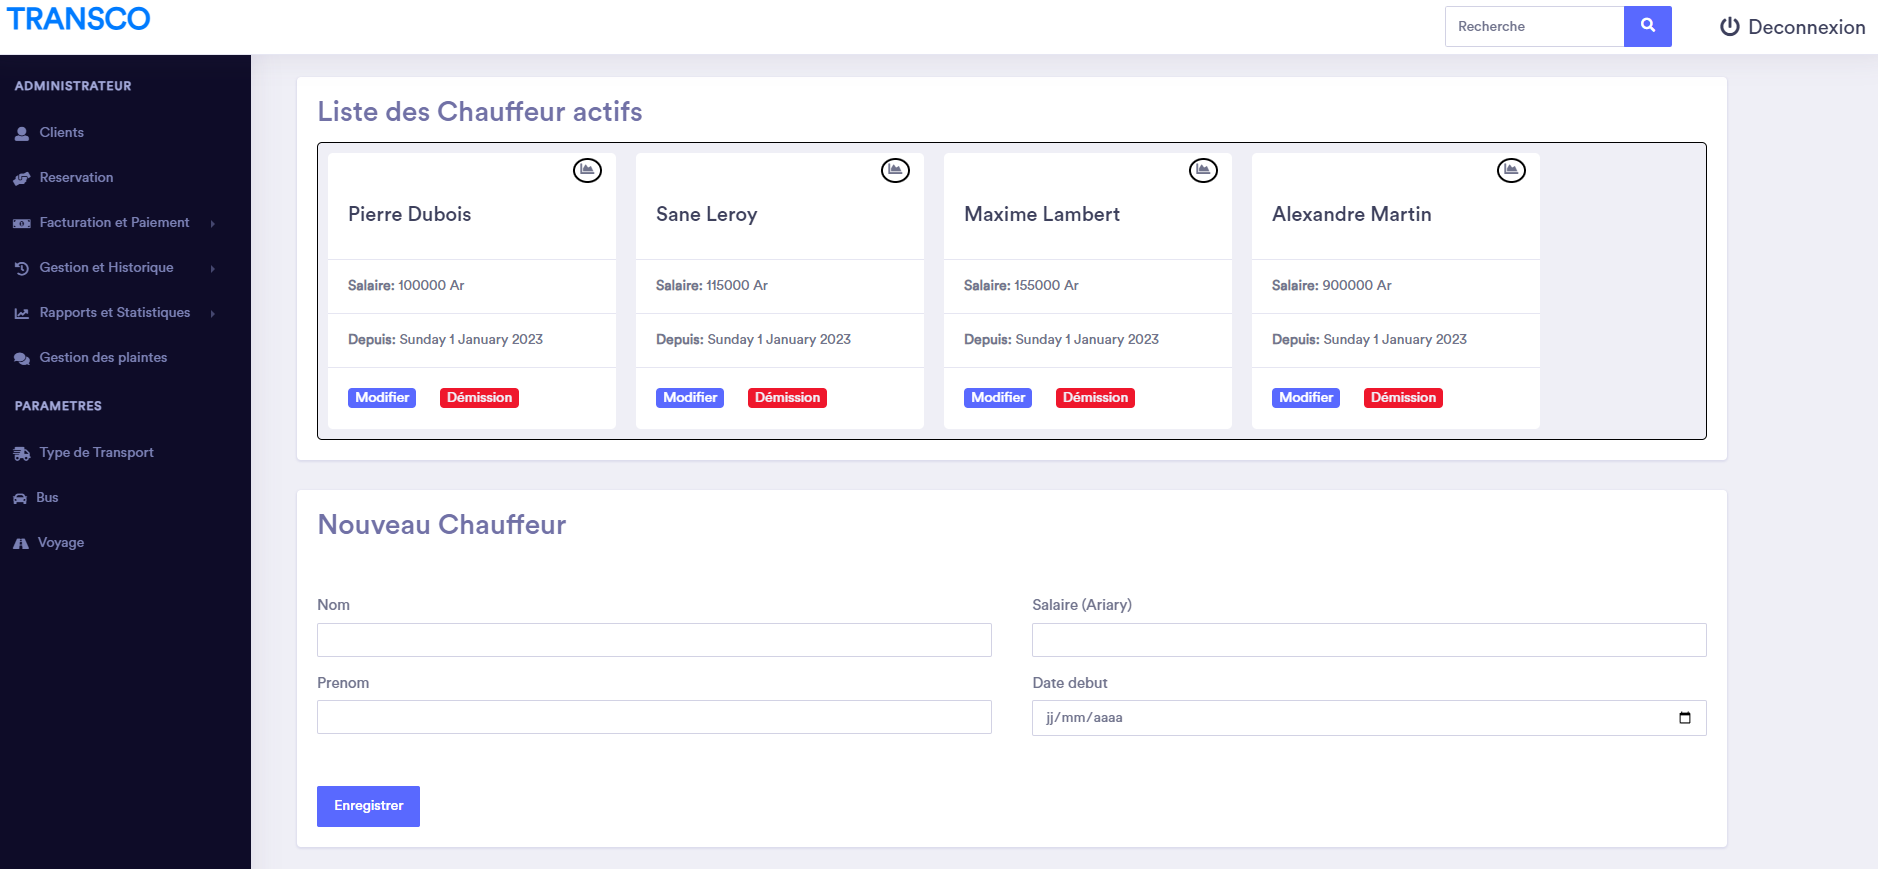 TRANSCO
Recherche
Deconnexion
ADMINISTRATEUR
Clients
Reservation
Facturation et Paiement
Gestion et Historique
Rapports et Statistiques
Gestion des plaintes
PARAMETRES
Type de Transport
Bus
Voyage
Liste des Chauffeur actifs
Pierre Dubois
Salaire: 100000 Ar
Depuis: Sunday 1 January 2023
Modifier Démission
Sane Leroy
Salaire: 115000 Ar
Depuis: Sunday 1 January 2023
Modifier Démission
Maxime Lambert
Salaire: 155000 Ar
Depuis: Sunday 1 January 2023
Modifier Démission
Alexandre Martin
Salaire: 900000 Ar
Depuis: Sunday 1 January 2023
Modifier Démission
Nouveau Chauffeur
Nom
Salaire (Ariary)
Prenom
Date debut
jj/mm/aaaa
Enregistrer